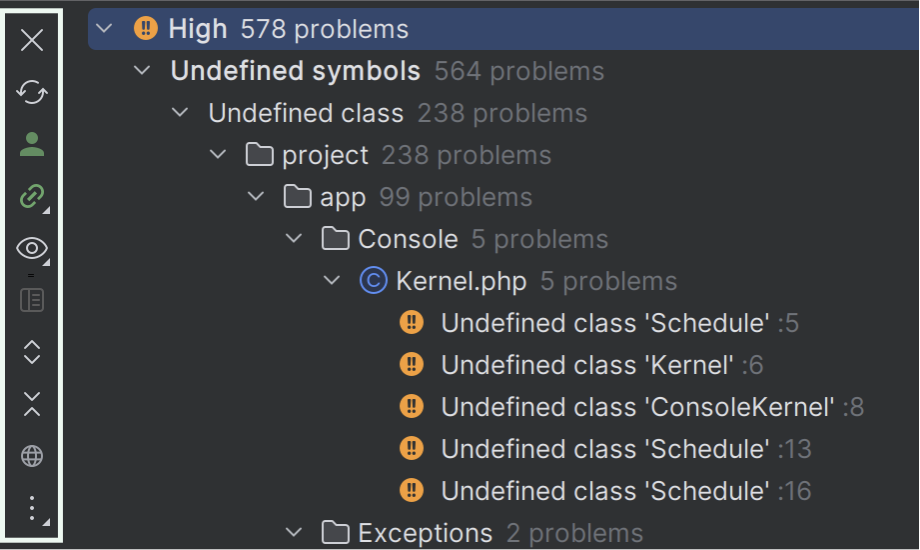 High 578 problems
Undefined symbols 564 problems
Undefined class 238 problems
project 238 problems
app 99 problems
Console 5 problems
Kernel.php 5 problems
Undefined class 'Schedule' :5
Undefined class 'Kernel' :6
Undefined class 'ConsoleKernel' :8
Undefined class 'Schedule' :13
Undefined class 'Schedule' :16
Exceptions 2 problems